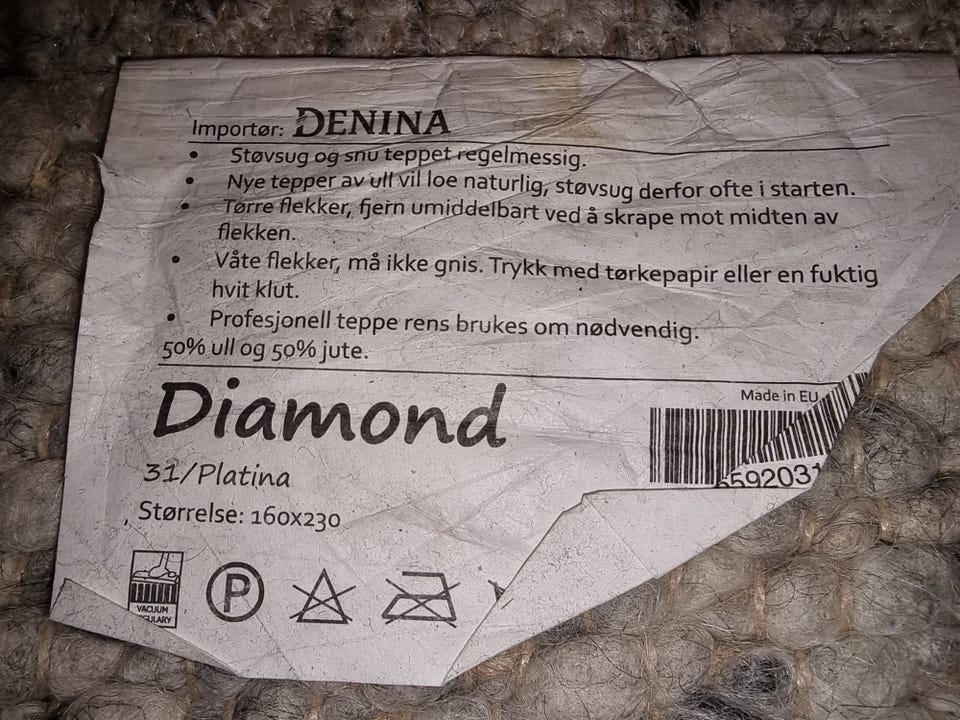 Importør: DENINA
• Støvsug og snu teppet regelmessig.
• Nye tepper av ull vil loe naturlig, støvsug derfor ofte i starten.
• Tørre flekker, fjern umiddelbart ved å skrape mot midten av
flekken.
• Våte flekker, må ikke gnis. Trykk med tørkepapir eller en fuktig
hvit klut.
• Profesjonell teppe rens brukes om nødvendig.
50% ull og 50% jute.
Diamond
Made in EU
31/Platina
6592031
Størrelse: 160x230
P
VACUUM